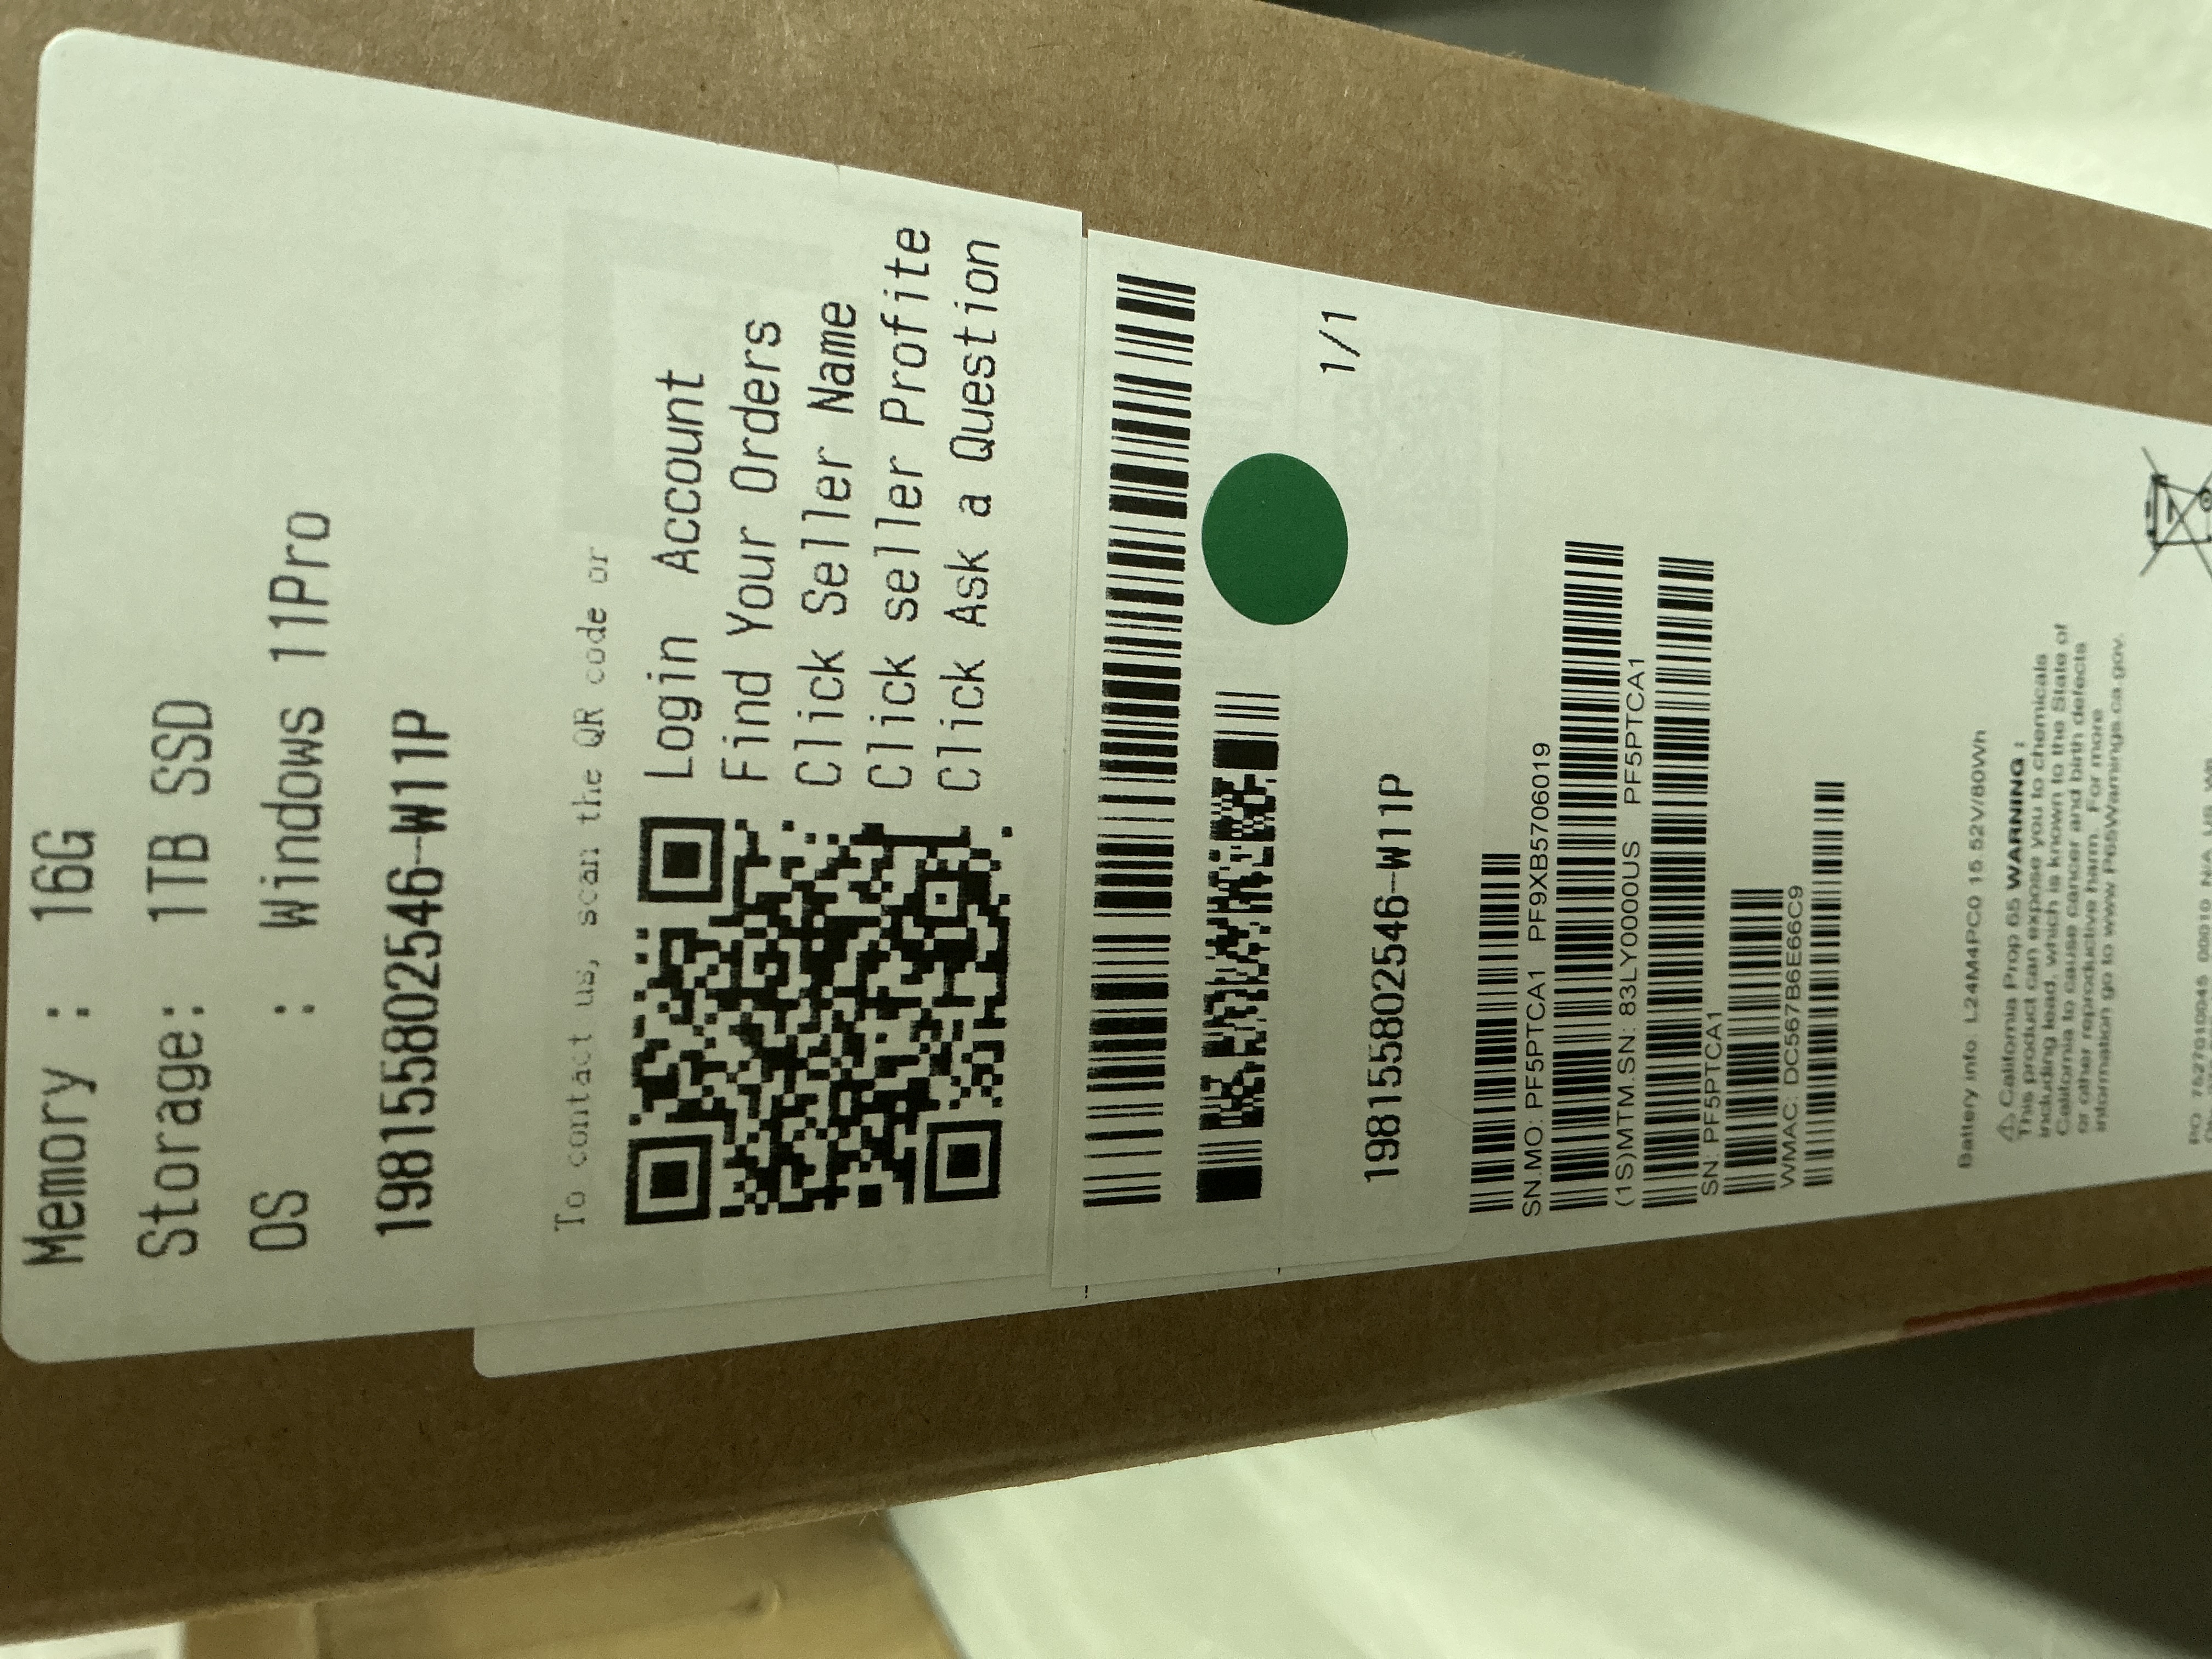 Memory : 16G
Storage: 1TB SSD
OS : Windows 11Pro
198155802546-W11P
To contact us, scan the QR code or
Login Account
Find Your Orders
Click Seller Name
Click seller Profite
Click Ask a Question
1/1
198155802546-W11P
SN.MO: PF5PTCA1 PF9XB5706019
(1S)MTM.SN: 83LY0000US PF5PTCA1
SN: PF5PTCA1
WMAC: DC567B6E66C9
Battery info. L24M4PC0 15.52V/80Wh
California Prop 65 WARNING :
This product can expose you to chemicals
including lead, which is known to the State of
California to cause cancer and birth defects
or other reproductive harm. For more
information go to www.P65Warnings.ca.gov.